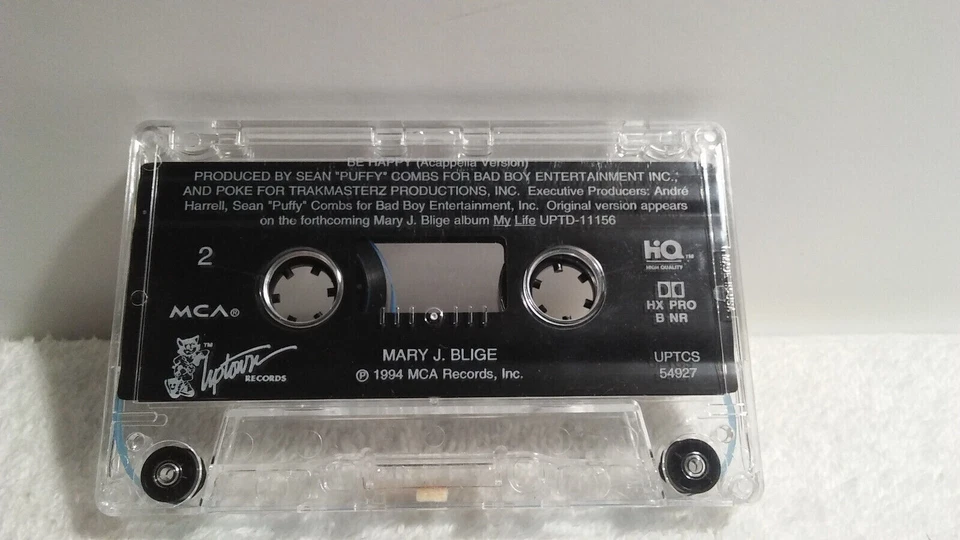 BE HAPPY (Acappella Version)
PRODUCED BY SEAN "PUFFY" COMBS FOR BAD BOY ENTERTAINMENT INC.,
AND POKE FOR TRAKMASTERZ PRODUCTIONS, INC. Executive Producers: André
Harrell, Sean "Puffy" Combs for Bad Boy Entertainment, Inc. Original version appears
on the forthcoming Mary J. Blige album My Life UPTD-11156
2
HiQ™
HIGH QUALITY
MCA®
HX PRO
B NR
™
Uptown
RECORDS
MARY J. BLIGE
℗ 1994 MCA Records, Inc.
UPTCS
54927